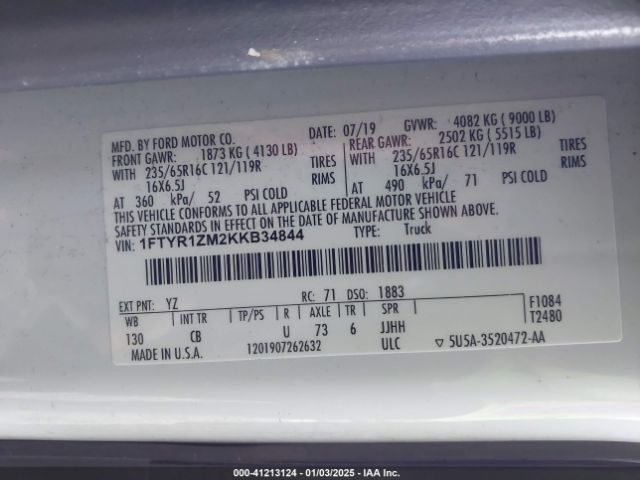 MFD. BY FORD MOTOR CO. DATE: 07/19 GVWR: 4082 KG ( 9000 LB)
FRONT GAWR: 1873 KG ( 4130 LB) REAR GAWR: 2502 KG ( 5515 LB)
WITH 235/65R16C 121/119R TIRES WITH 235/65R16C 121/119R TIRES
16X6.5J RIMS 16X6.5J RIMS
AT 360 kPa/ 52 PSI COLD AT 490 kPa/ 71 PSI COLD
THIS VEHICLE CONFORMS TO ALL APPLICABLE FEDERAL MOTOR VEHICLE
SAFETY STANDARDS IN EFFECT ON THE DATE OF MANUFACTURE SHOWN ABOVE.
VIN: 1FTYR1ZM2KKB34844 TYPE: Truck
EXT PNT: YZ RC: 71 DSO: 1883
WB INT TR TP/PS R AXLE TR SPR F1084
130 CB U 73 6 JJHH T2480
MADE IN U.S.A. 1201907262632 ULC ▽ 5U5A-3520472-AA
000-41213124 - 01/03/2025 - IAA Inc.